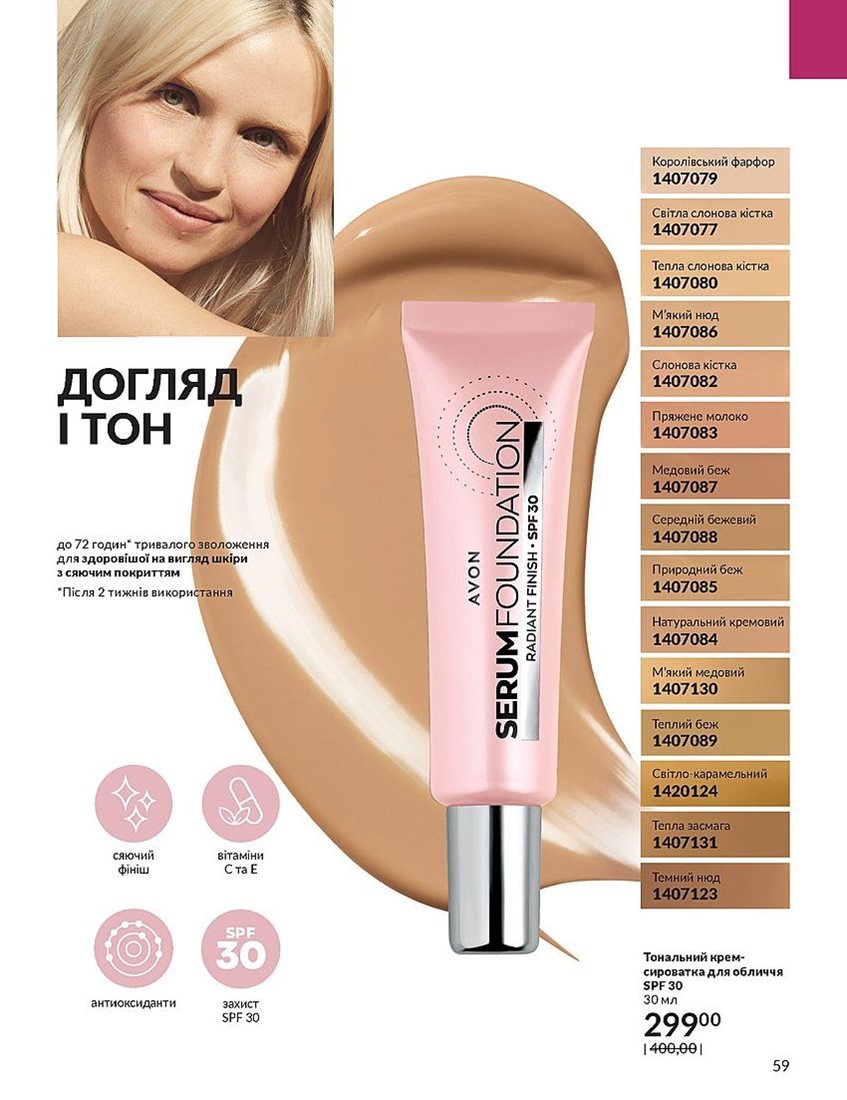 ДОГЛЯД
І ТОН
до 72 годин* тривалого зволоження
для здоровішої на вигляд шкіри
з сяючим покриттям
*Після 2 тижнів використання
сяючий
фініш
вітаміни
С та Е
антиоксиданти
SPF
30
захист
SPF 30
AVON
SERUM FOUNDATION
RADIANT FINISH • SPF 30
Королівський фарфор
1407079
Світла слонова кістка
1407077
Тепла слонова кістка
1407080
М'який нюд
1407086
Слонова кістка
1407082
Пряжене молоко
1407083
Медовий беж
1407087
Середній бежевий
1407088
Природний беж
1407085
Натуральний кремовий
1407084
М'який медовий
1407130
Теплий беж
1407089
Світло-карамельний
1420124
Тепла засмага
1407131
Темний нюд
1407123
Тональний крем-
сироватка для обличчя
SPF 30
30 мл
29900
| 400,00 |
59